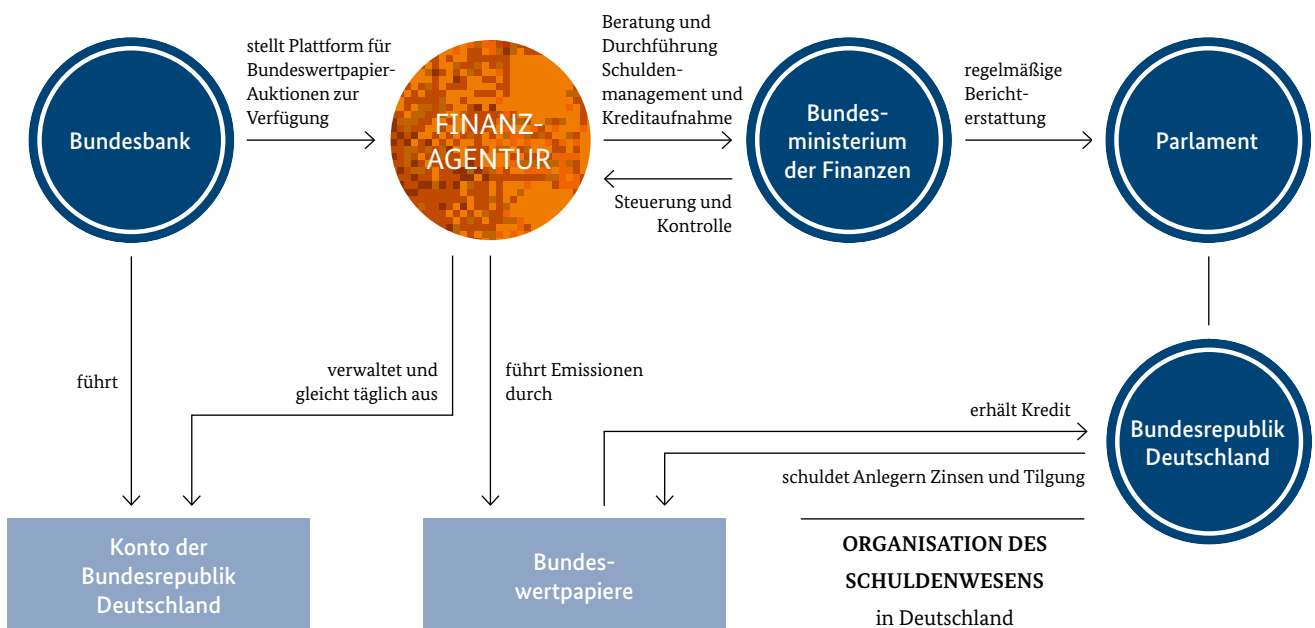 Bundesbank
stellt Plattform für
Bundeswertpapier-
Auktionen zur
Verfügung
FINANZ-
AGENTUR
Beratung und
Durchführung
Schulden-
management und
Kreditaufnahme
Steuerung und
Kontrolle
Bundes-
ministerium
der Finanzen
regelmäßige
Bericht-
erstattung
Parlament
führt
verwaltet und
gleicht täglich aus
führt Emissionen
durch
erhält Kredit
schuldet Anlegern Zinsen und Tilgung
Bundesrepublik
Deutschland
Konto der
Bundesrepublik
Deutschland
Bundes-
wertpapiere
ORGANISATION DES
SCHULDENWESENS
in Deutschland